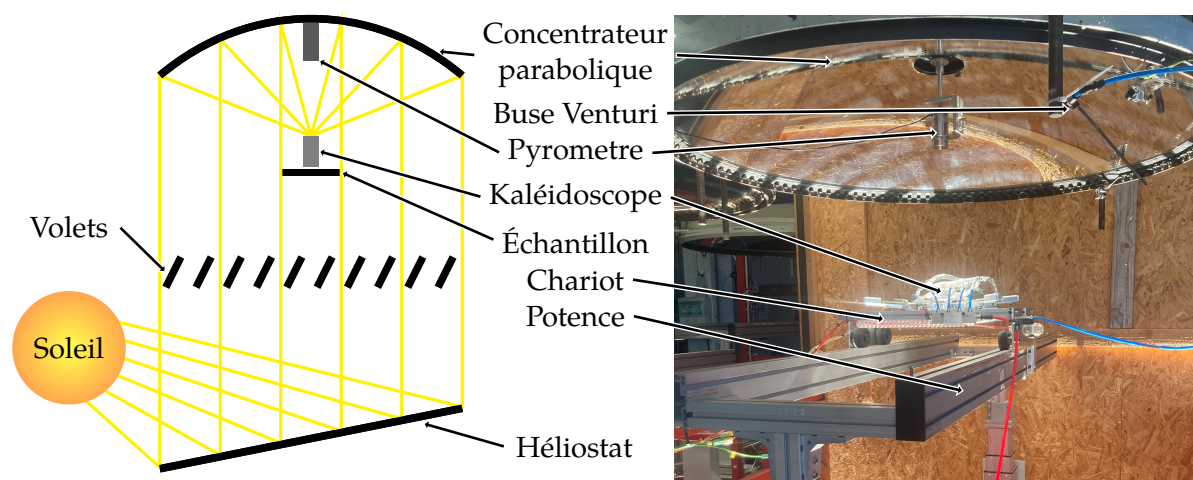 Concentrateur
parabolique
Buse Venturi
Pyrometre
Kaléidoscope
Volets
Échantillon
Chariot
Potence
Soleil
Héliostat